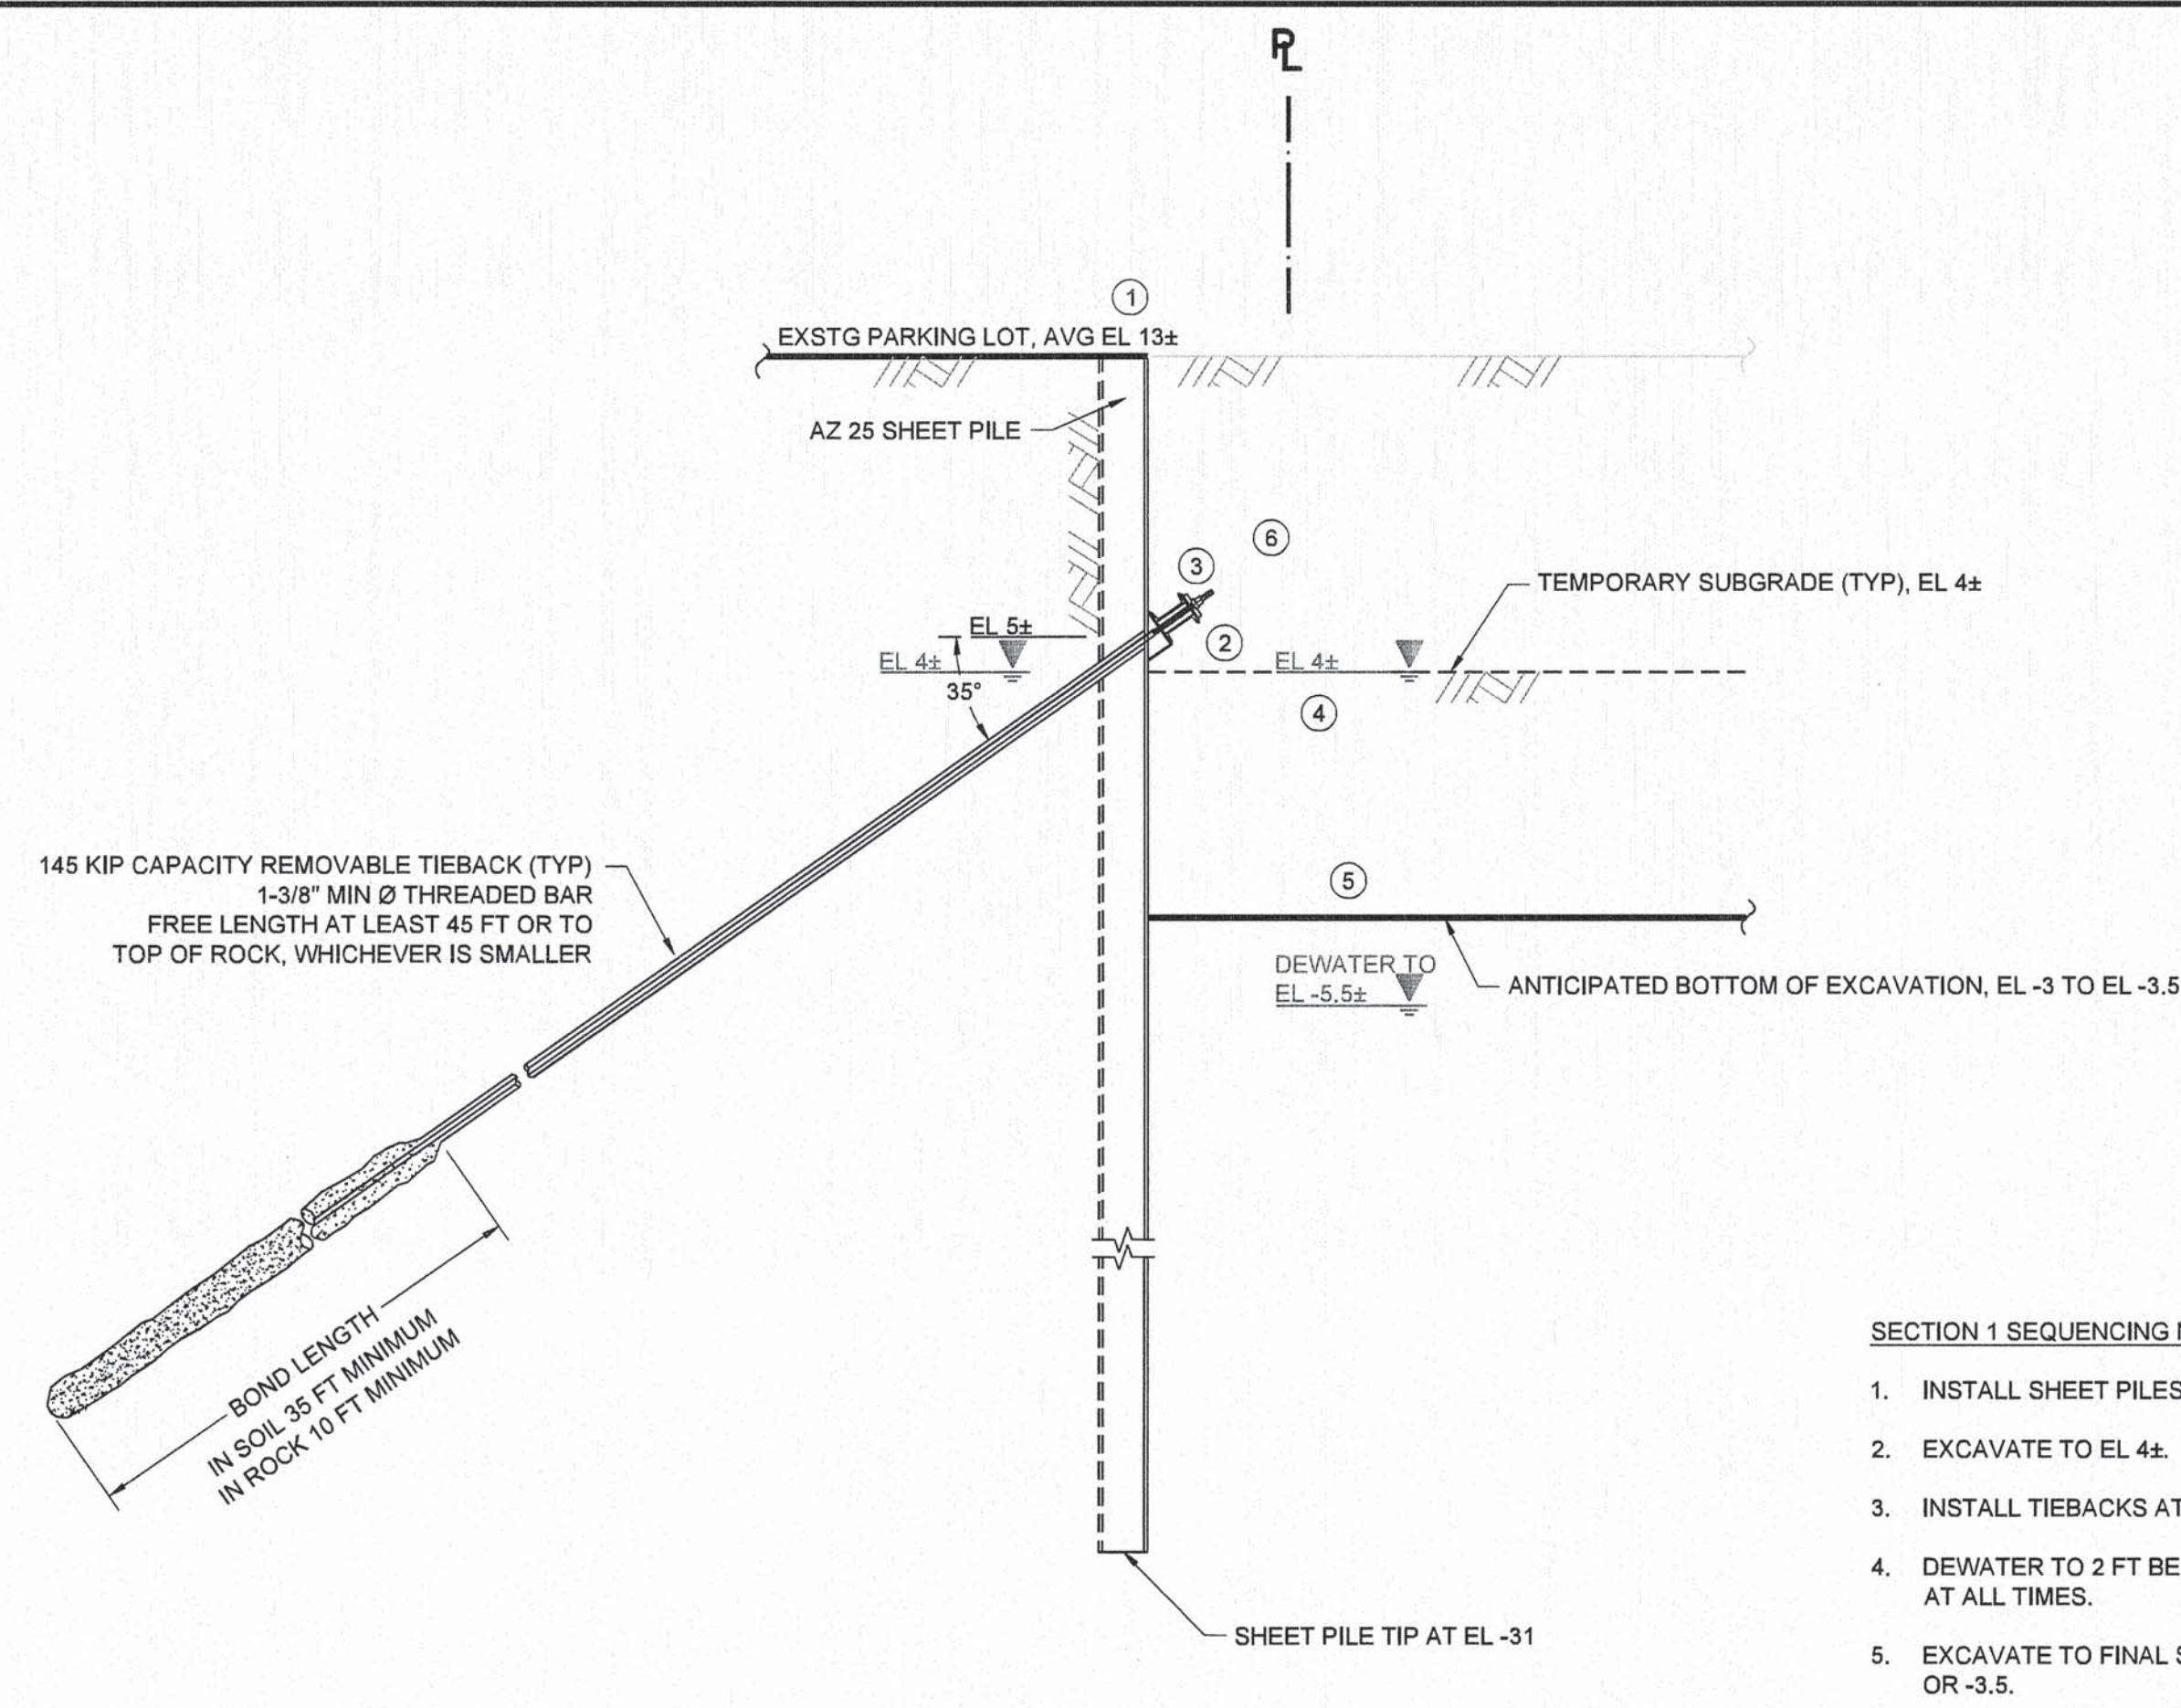 PL
1
EXSTG PARKING LOT, AVG EL 13±
AZ 25 SHEET PILE
6
3
TEMPORARY SUBGRADE (TYP), EL 4±
EL 5±
2
EL 4±
EL 4±
35°
4
145 KIP CAPACITY REMOVABLE TIEBACK (TYP)
1-3/8" MIN Ø THREADED BAR
FREE LENGTH AT LEAST 45 FT OR TO
TOP OF ROCK, WHICHEVER IS SMALLER
5
DEWATER TO
EL -5.5±
ANTICIPATED BOTTOM OF EXCAVATION, EL -3 TO EL -3.5
BOND LENGTH
IN SOIL 35 FT MINIMUM
IN ROCK 10 FT MINIMUM
SHEET PILE TIP AT EL -31
SECTION 1 SEQUENCING
1. INSTALL SHEET PILES
2. EXCAVATE TO EL 4±.
3. INSTALL TIEBACKS AT
4. DEWATER TO 2 FT BE
AT ALL TIMES.
5. EXCAVATE TO FINAL S
OR -3.5.